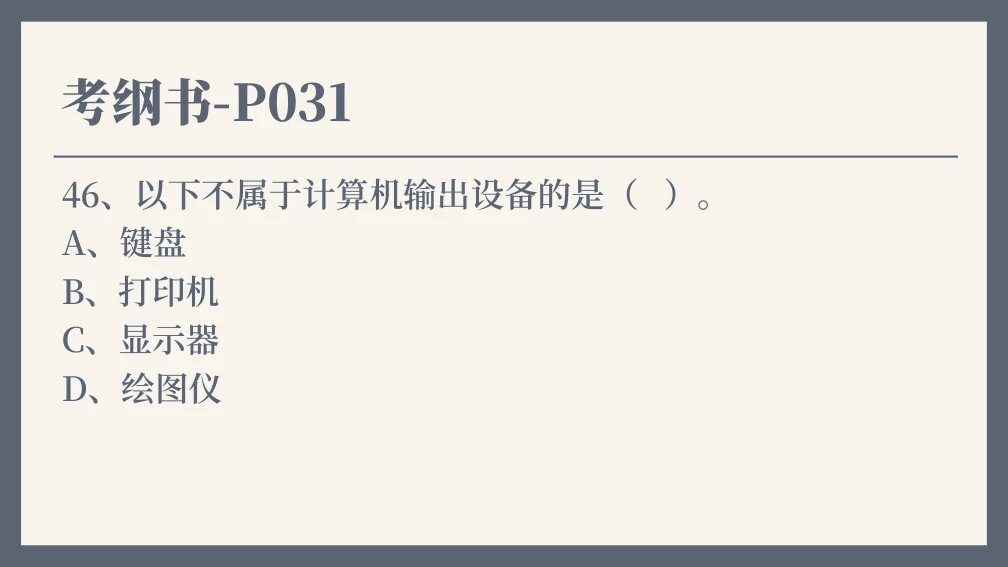 考纲书-P031
46、以下不属于计算机输出设备的是（  ）。
A、键盘
B、打印机
C、显示器
D、绘图仪